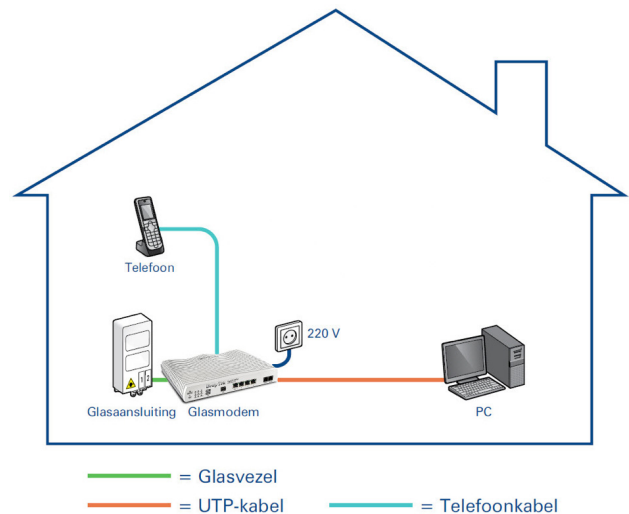 Telefoon
220 V
Glasaansluiting
Glasmodem
PC
= Glasvezel
= UTP-kabel
= Telefoonkabel